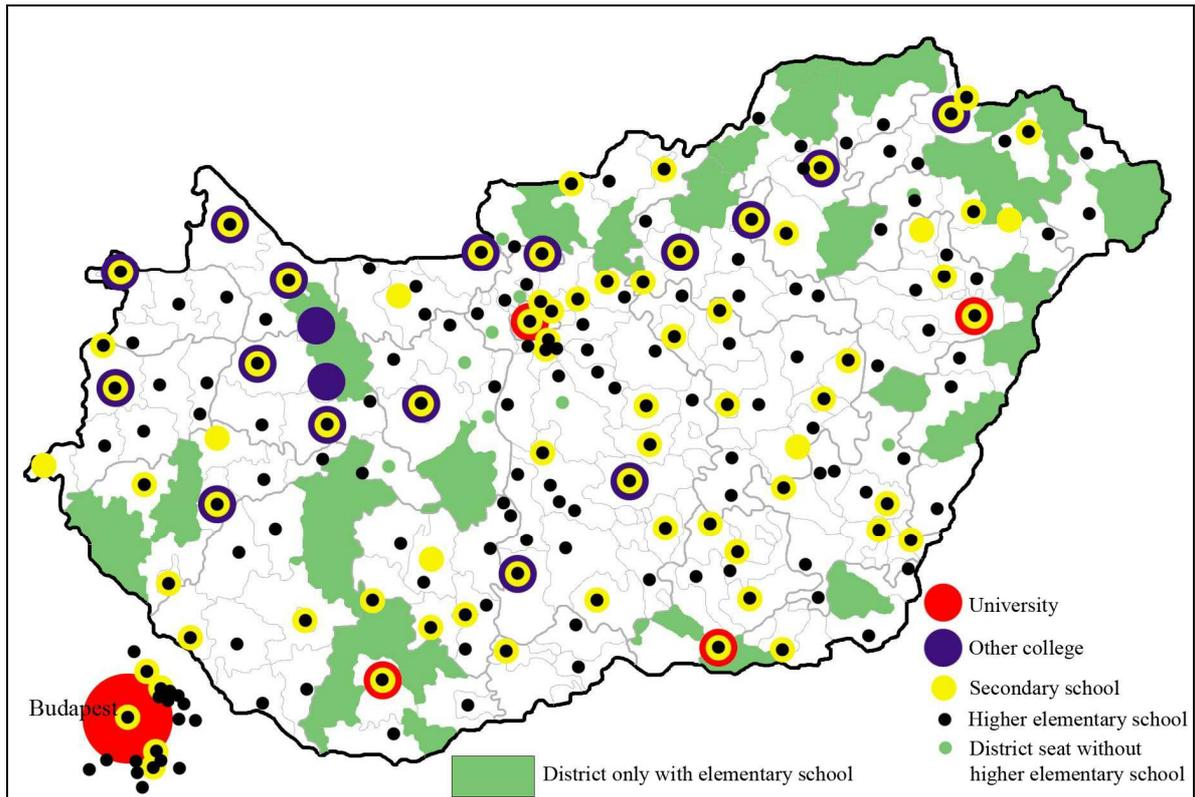 University
Other college
Secondary school
Budapest
Higher elementary school
District seat without
higher elementary school
District only with elementary school